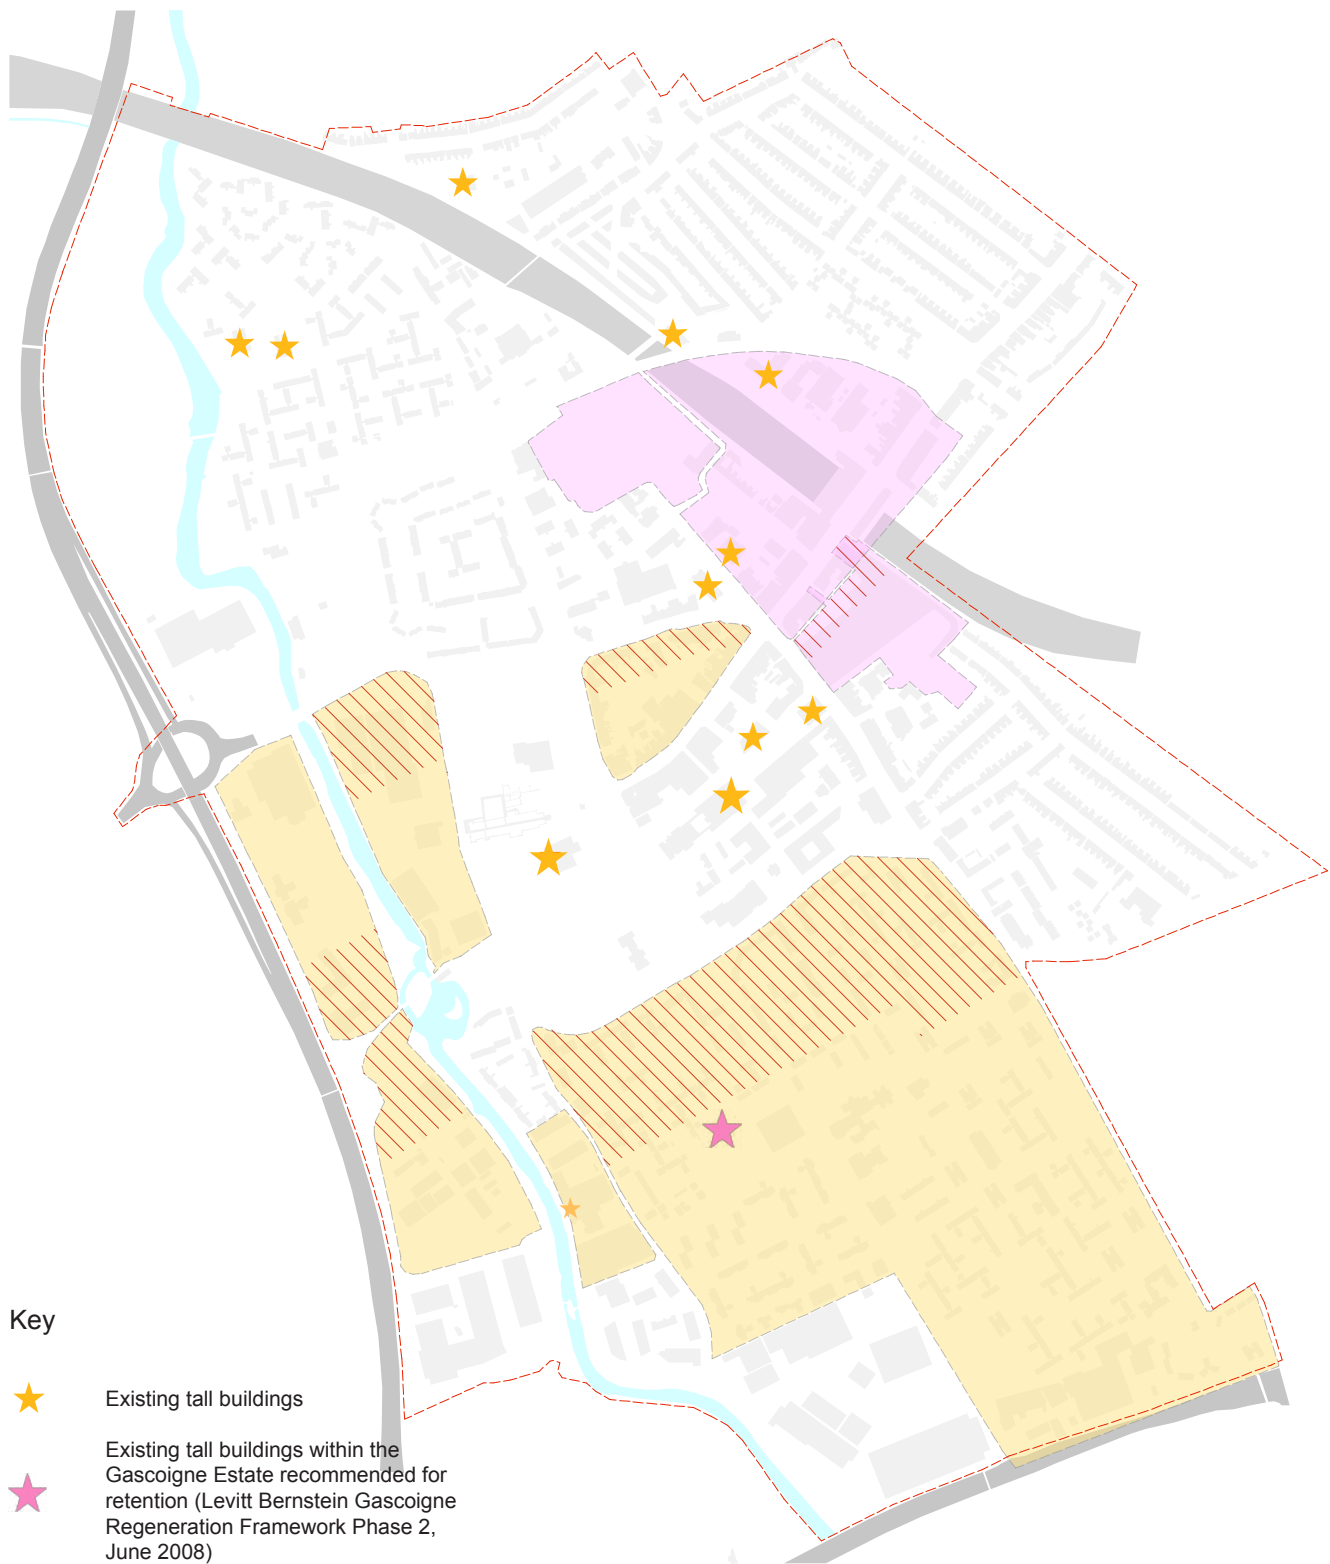 Key
Existing tall buildings
Existing tall buildings within the
Gascoigne Estate recommended for
retention (Levitt Bernstein Gascoigne
Regeneration Framework Phase 2,
June 2008)